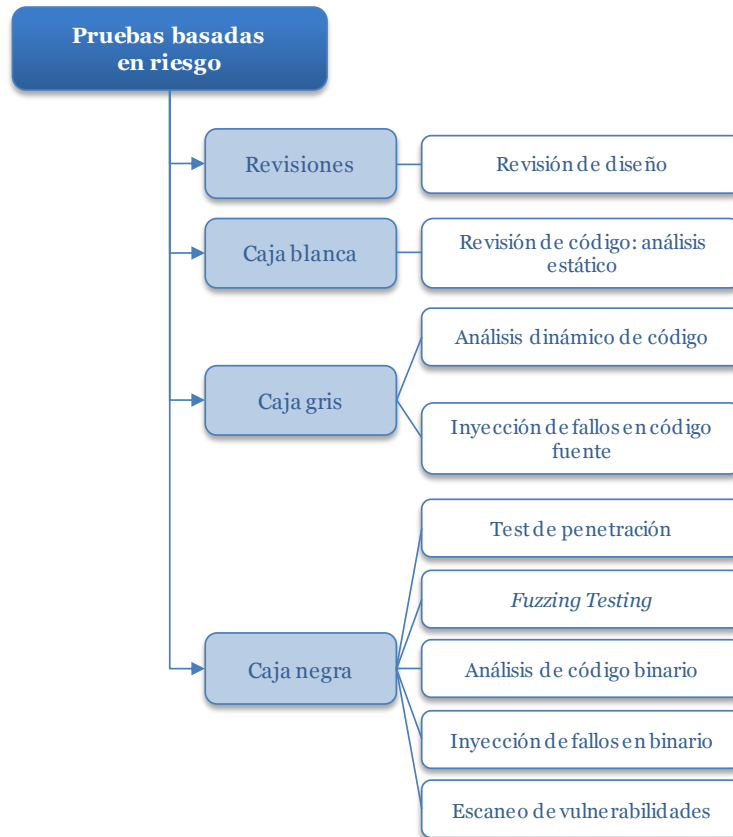 Pruebas basadas
en riesgo
Revisiones
Revisión de diseño
Caja blanca
Revisión de código: análisis
estático
Caja gris
Análisis dinámico de código
Inyección de fallos en código
fuente
Caja negra
Test de penetración
Fuzzing Testing
Análisis de código binario
Inyección de fallos en binario
Escaneo de vulnerabilidades